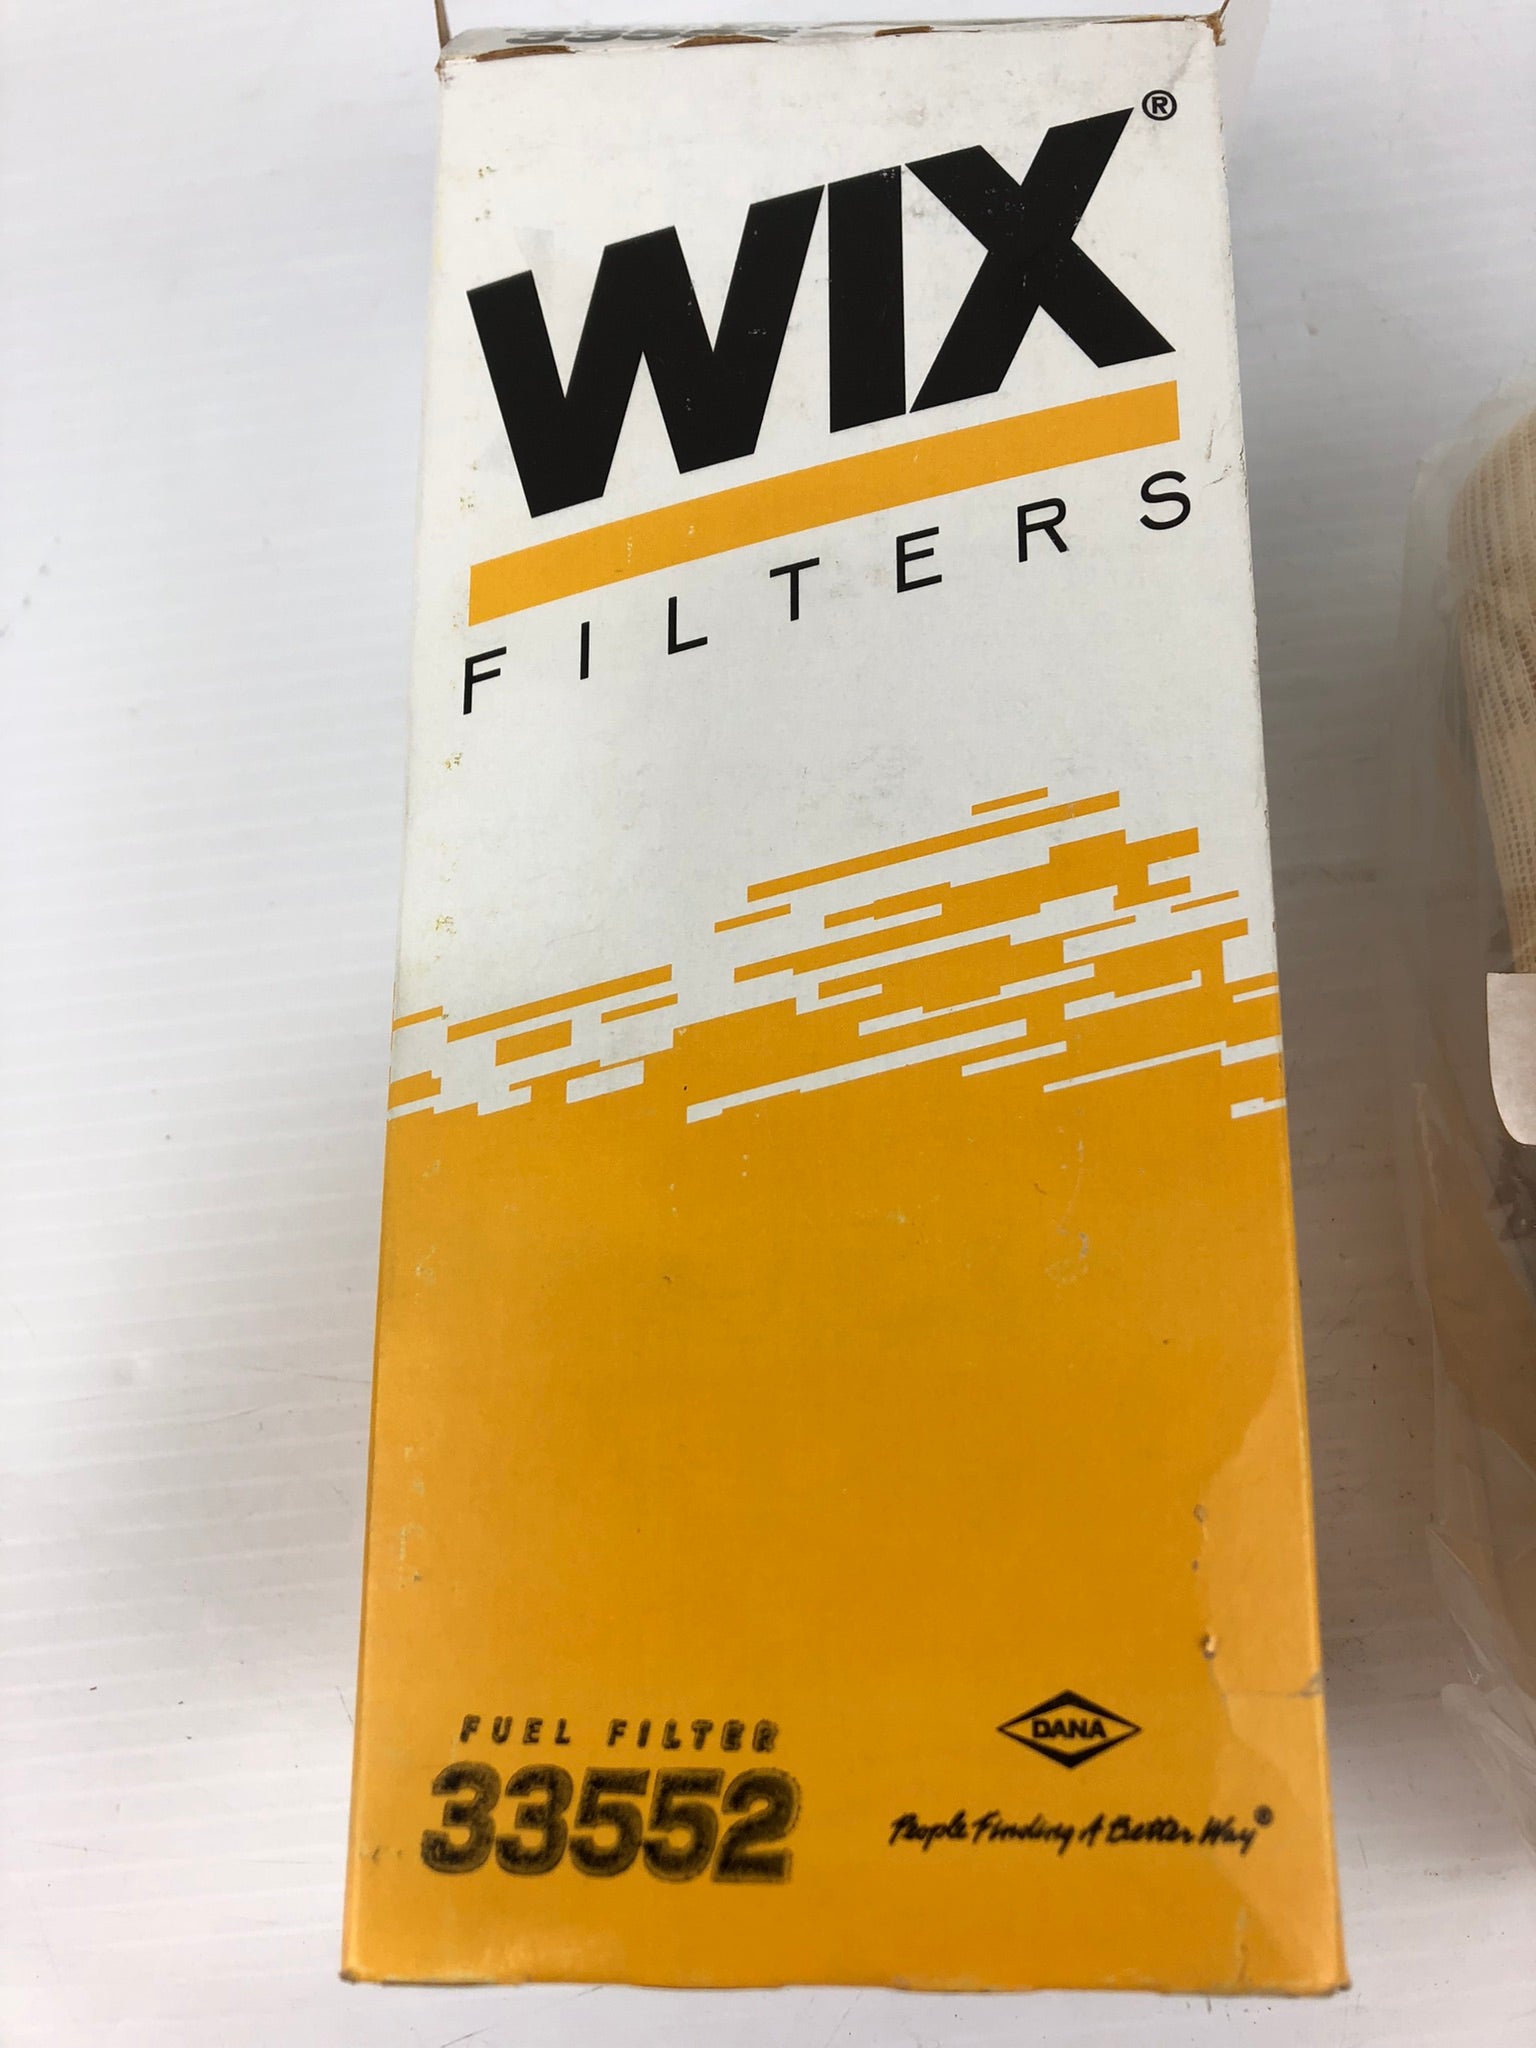 WIX®
FILTERS
FUEL FILTER
33552
DANA
People Finding A Better Way®